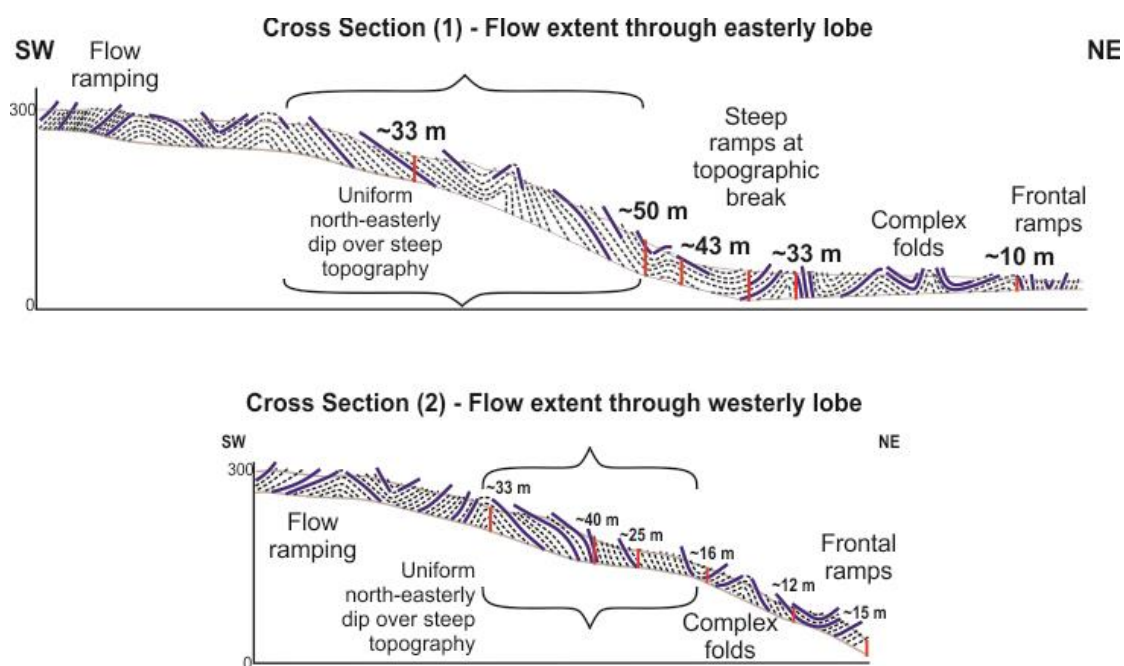 Cross Section (1) - Flow extent through easterly lobe
SW
NE
Flow
ramping
300
~33 m
Uniform
north-easterly
dip over steep
topography
~50 m
~43 m
Steep
ramps at
topographic
break
~33 m
Complex
folds
~10 m
Frontal
ramps
0
Cross Section (2) - Flow extent through westerly lobe
SW
NE
300
~33 m
Flow
ramping
~40 m
~25 m
~16 m
Uniform
north-easterly
dip over steep
topography
Complex
folds
~12 m
~15 m
Frontal
ramps
0